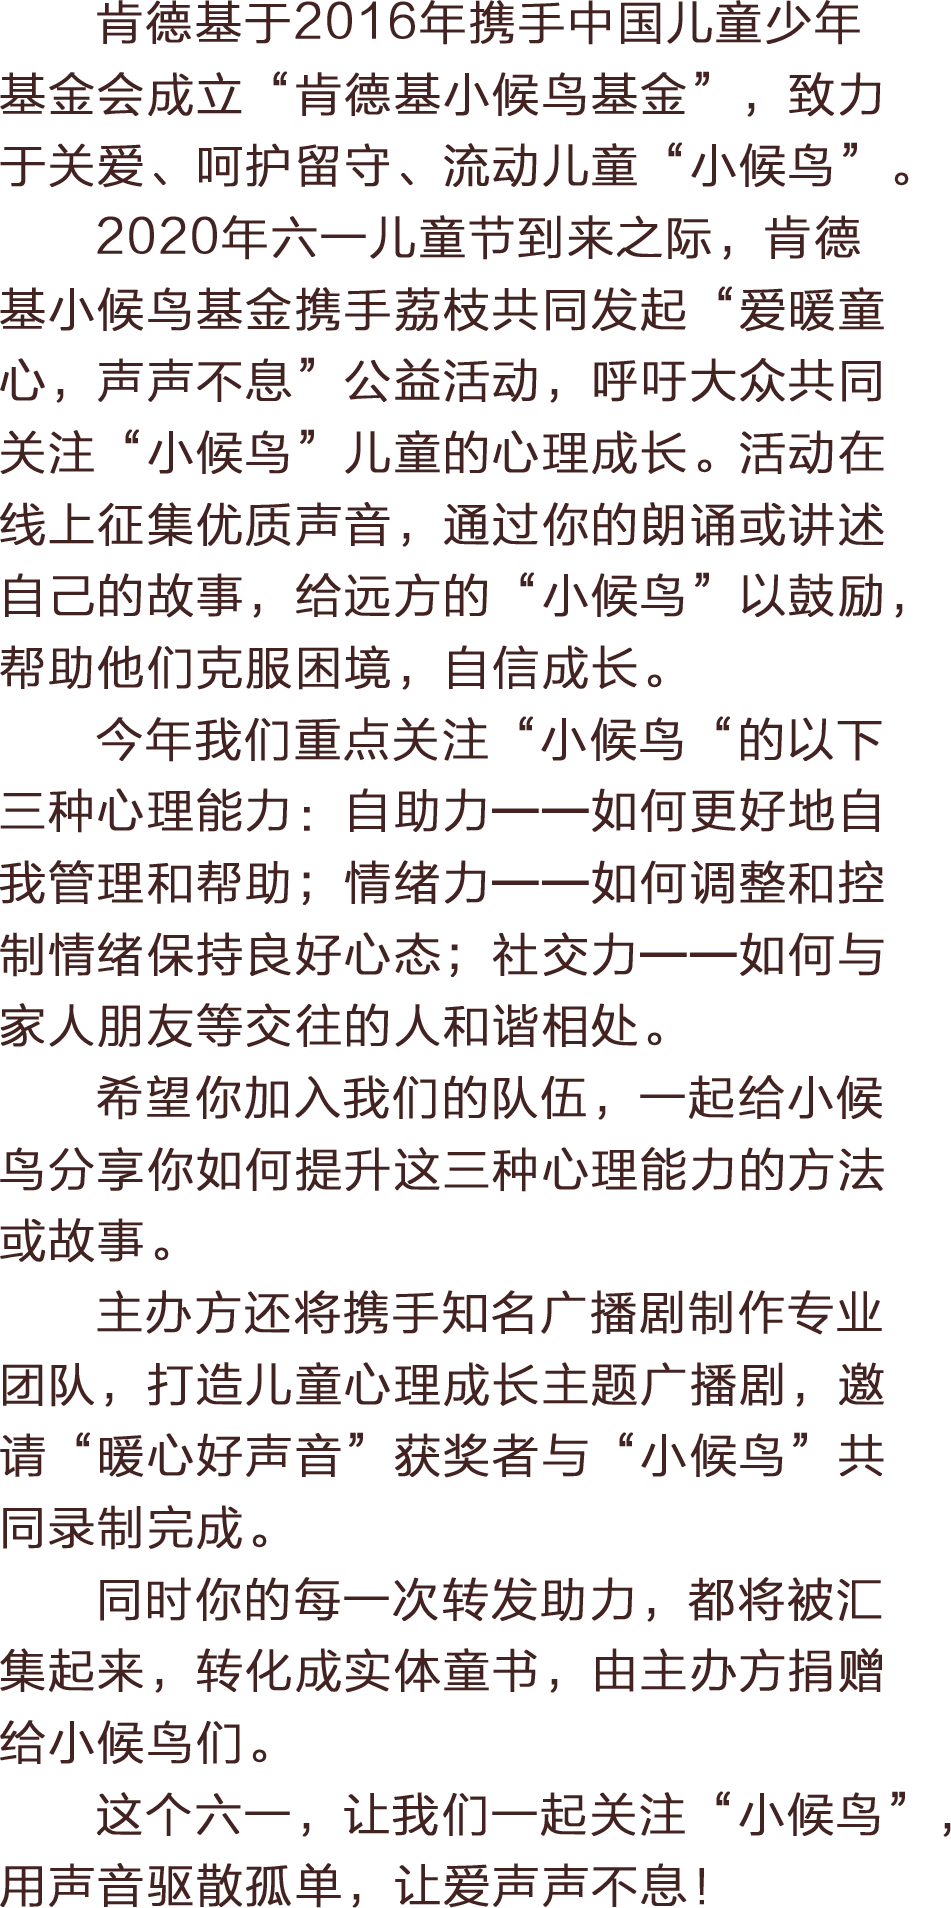 肯德基于2016年携手中国儿童少年
基金会成立“肯德基小候鸟基金”，致力
于关爱、呵护留守、流动儿童“小候鸟”。
2020年六一儿童节到来之际，肯德
基小候鸟基金携手荔枝共同发起“爱暖童
心，声声不息”公益活动，呼吁大众共同
关注“小候鸟”儿童的心理成长。活动在
线上征集优质声音，通过你的朗诵或讲述
自己的故事，给远方的“小候鸟”以鼓励，
帮助他们克服困境，自信成长。
今年我们重点关注“小候鸟“的以下
三种心理能力：自助力——如何更好地自
我管理和帮助；情绪力——如何调整和控
制情绪保持良好心态；社交力——如何与
家人朋友等交往的人和谐相处。
希望你加入我们的队伍，一起给小候
鸟分享你如何提升这三种心理能力的方法
或故事。
主办方还将携手知名广播剧制作专业
团队，打造儿童心理成长主题广播剧，邀
请“暖心好声音”获奖者与“小候鸟”共
同录制完成。
同时你的每一次转发助力，都将被汇
集起来，转化成实体童书，由主办方捐赠
给小候鸟们。
这个六一，让我们一起关注“小候鸟”，
用声音驱散孤单，让爱声声不息！